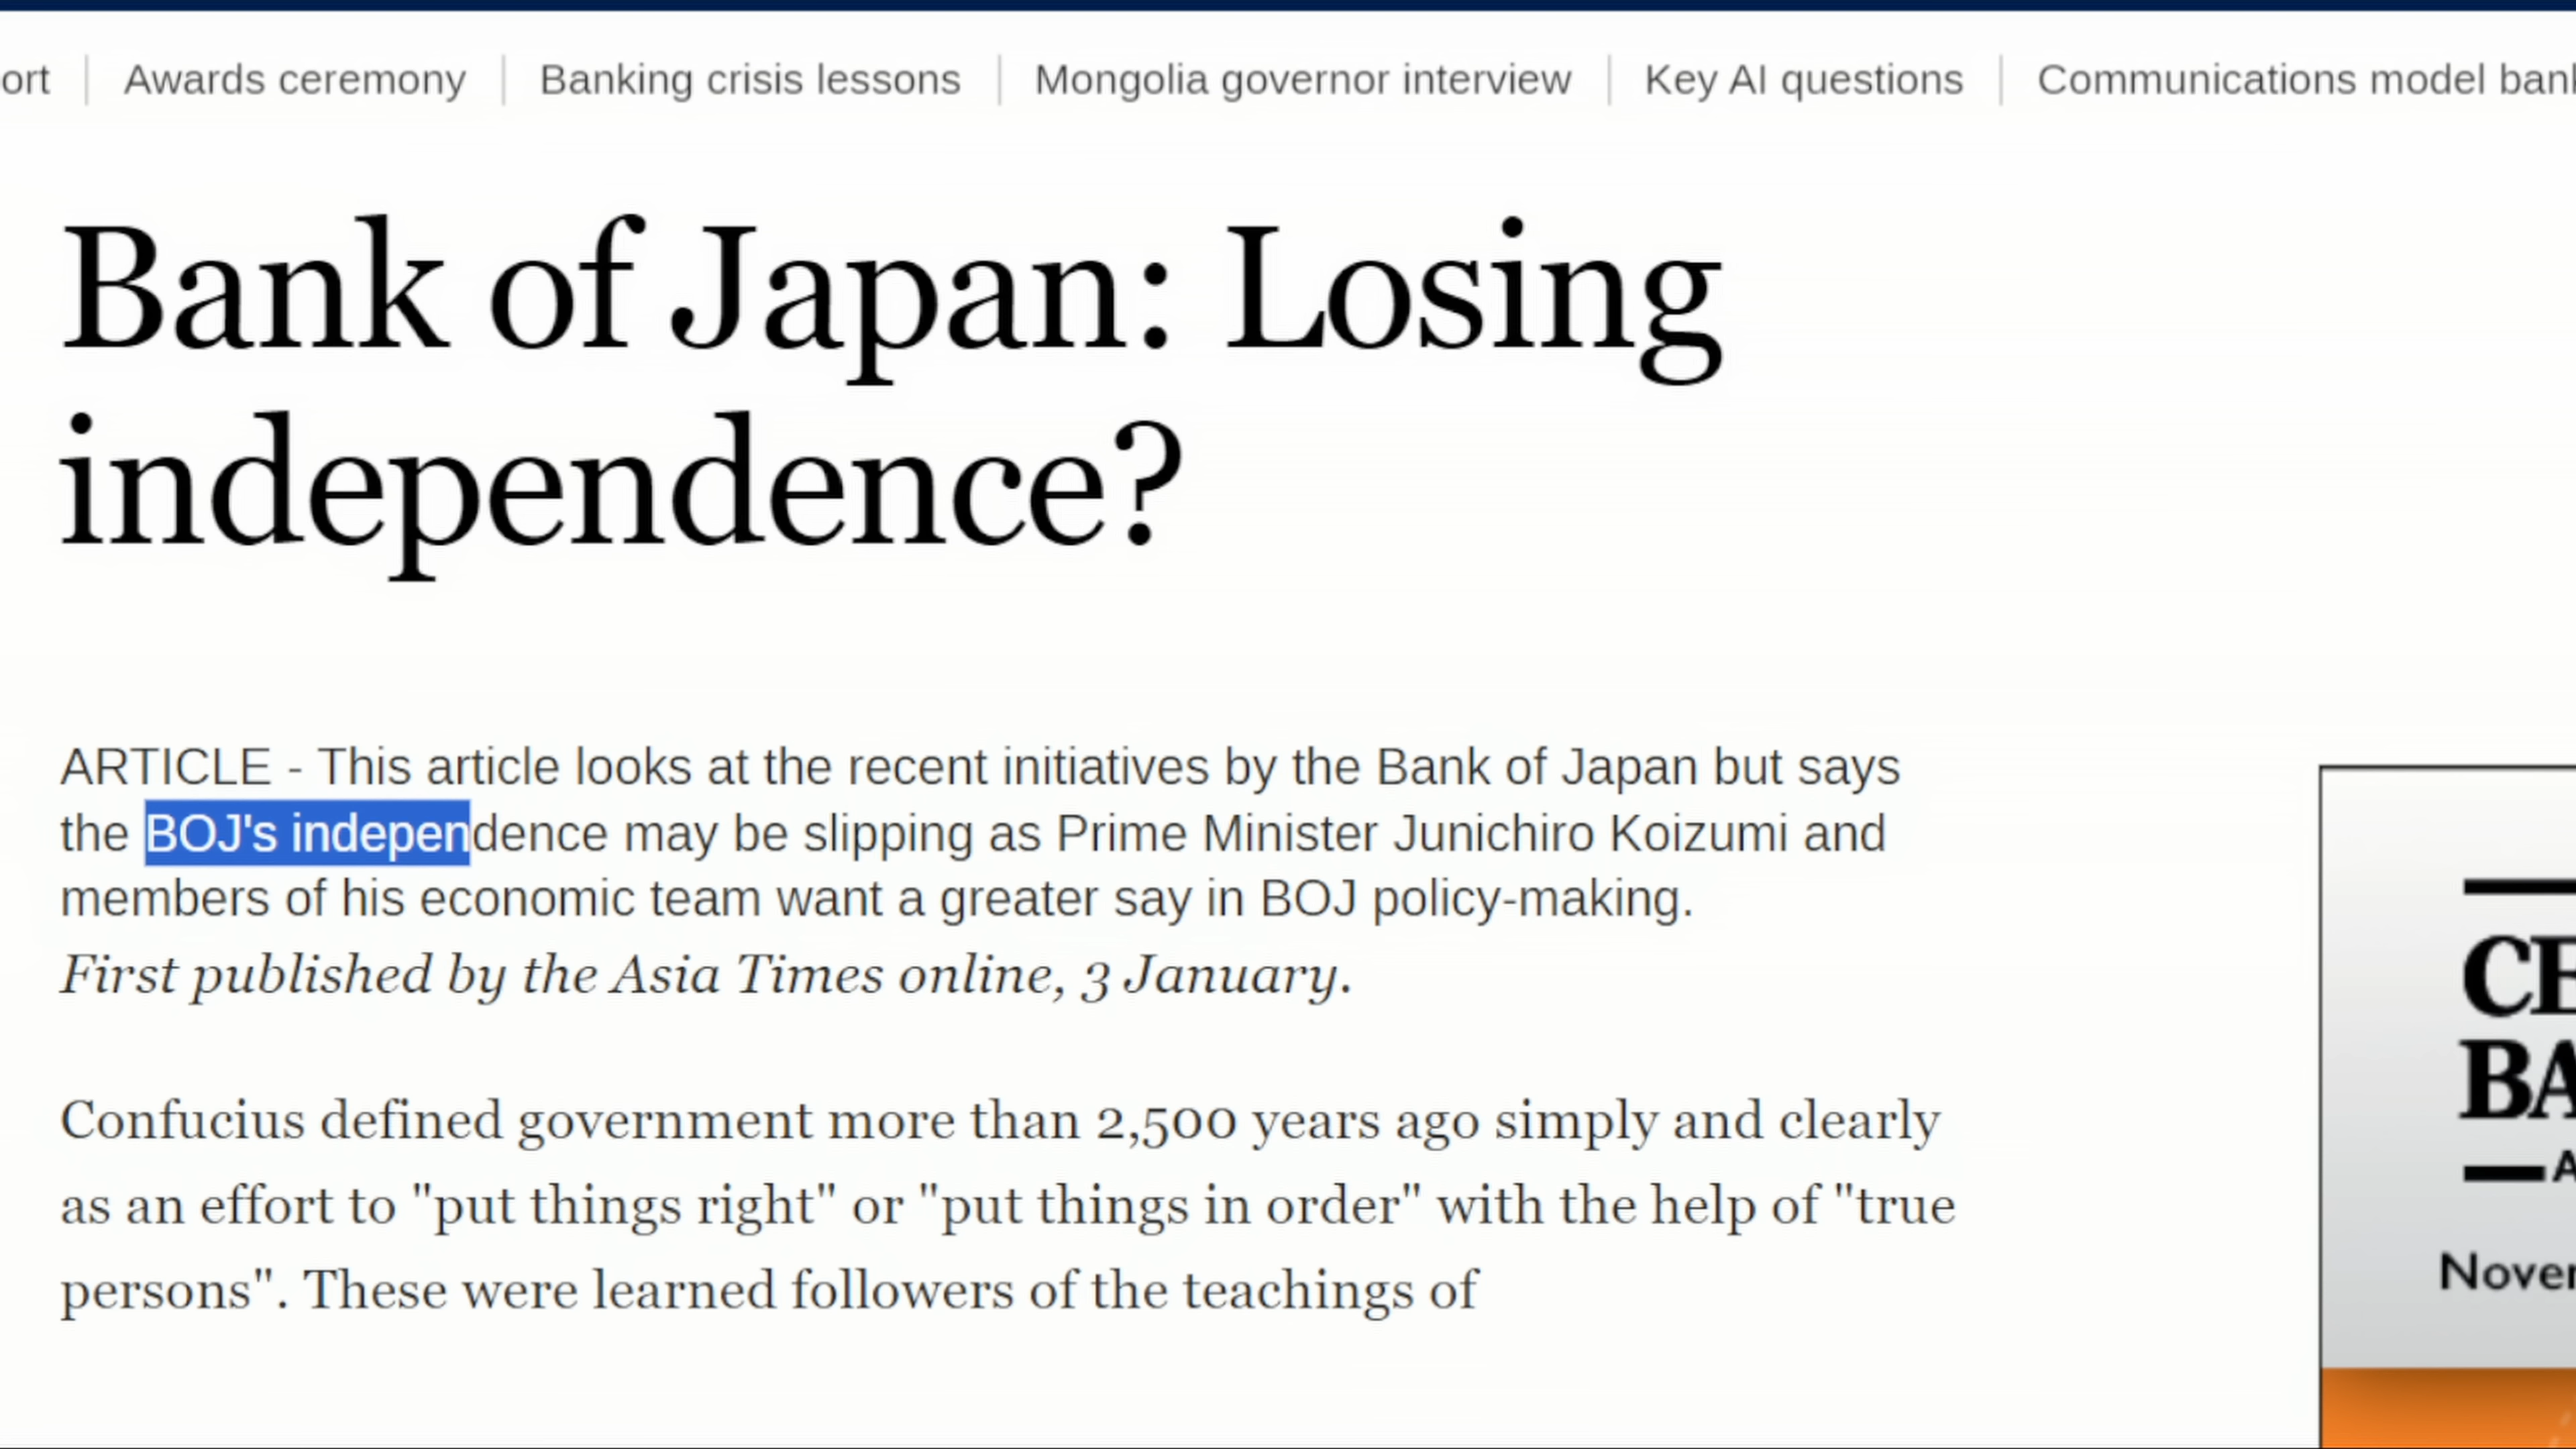 ort | Awards ceremony | Banking crisis lessons | Mongolia governor interview | Key AI questions | Communications model bank
Bank of Japan: Losing
independence?
ARTICLE - This article looks at the recent initiatives by the Bank of Japan but says
the BOJ's independence may be slipping as Prime Minister Junichiro Koizumi and
members of his economic team want a greater say in BOJ policy-making.
First published by the Asia Times online, 3 January.
Confucius defined government more than 2,500 years ago simply and clearly
as an effort to "put things right" or "put things in order" with the help of "true
persons". These were learned followers of the teachings of
CE
BA
A
Novem